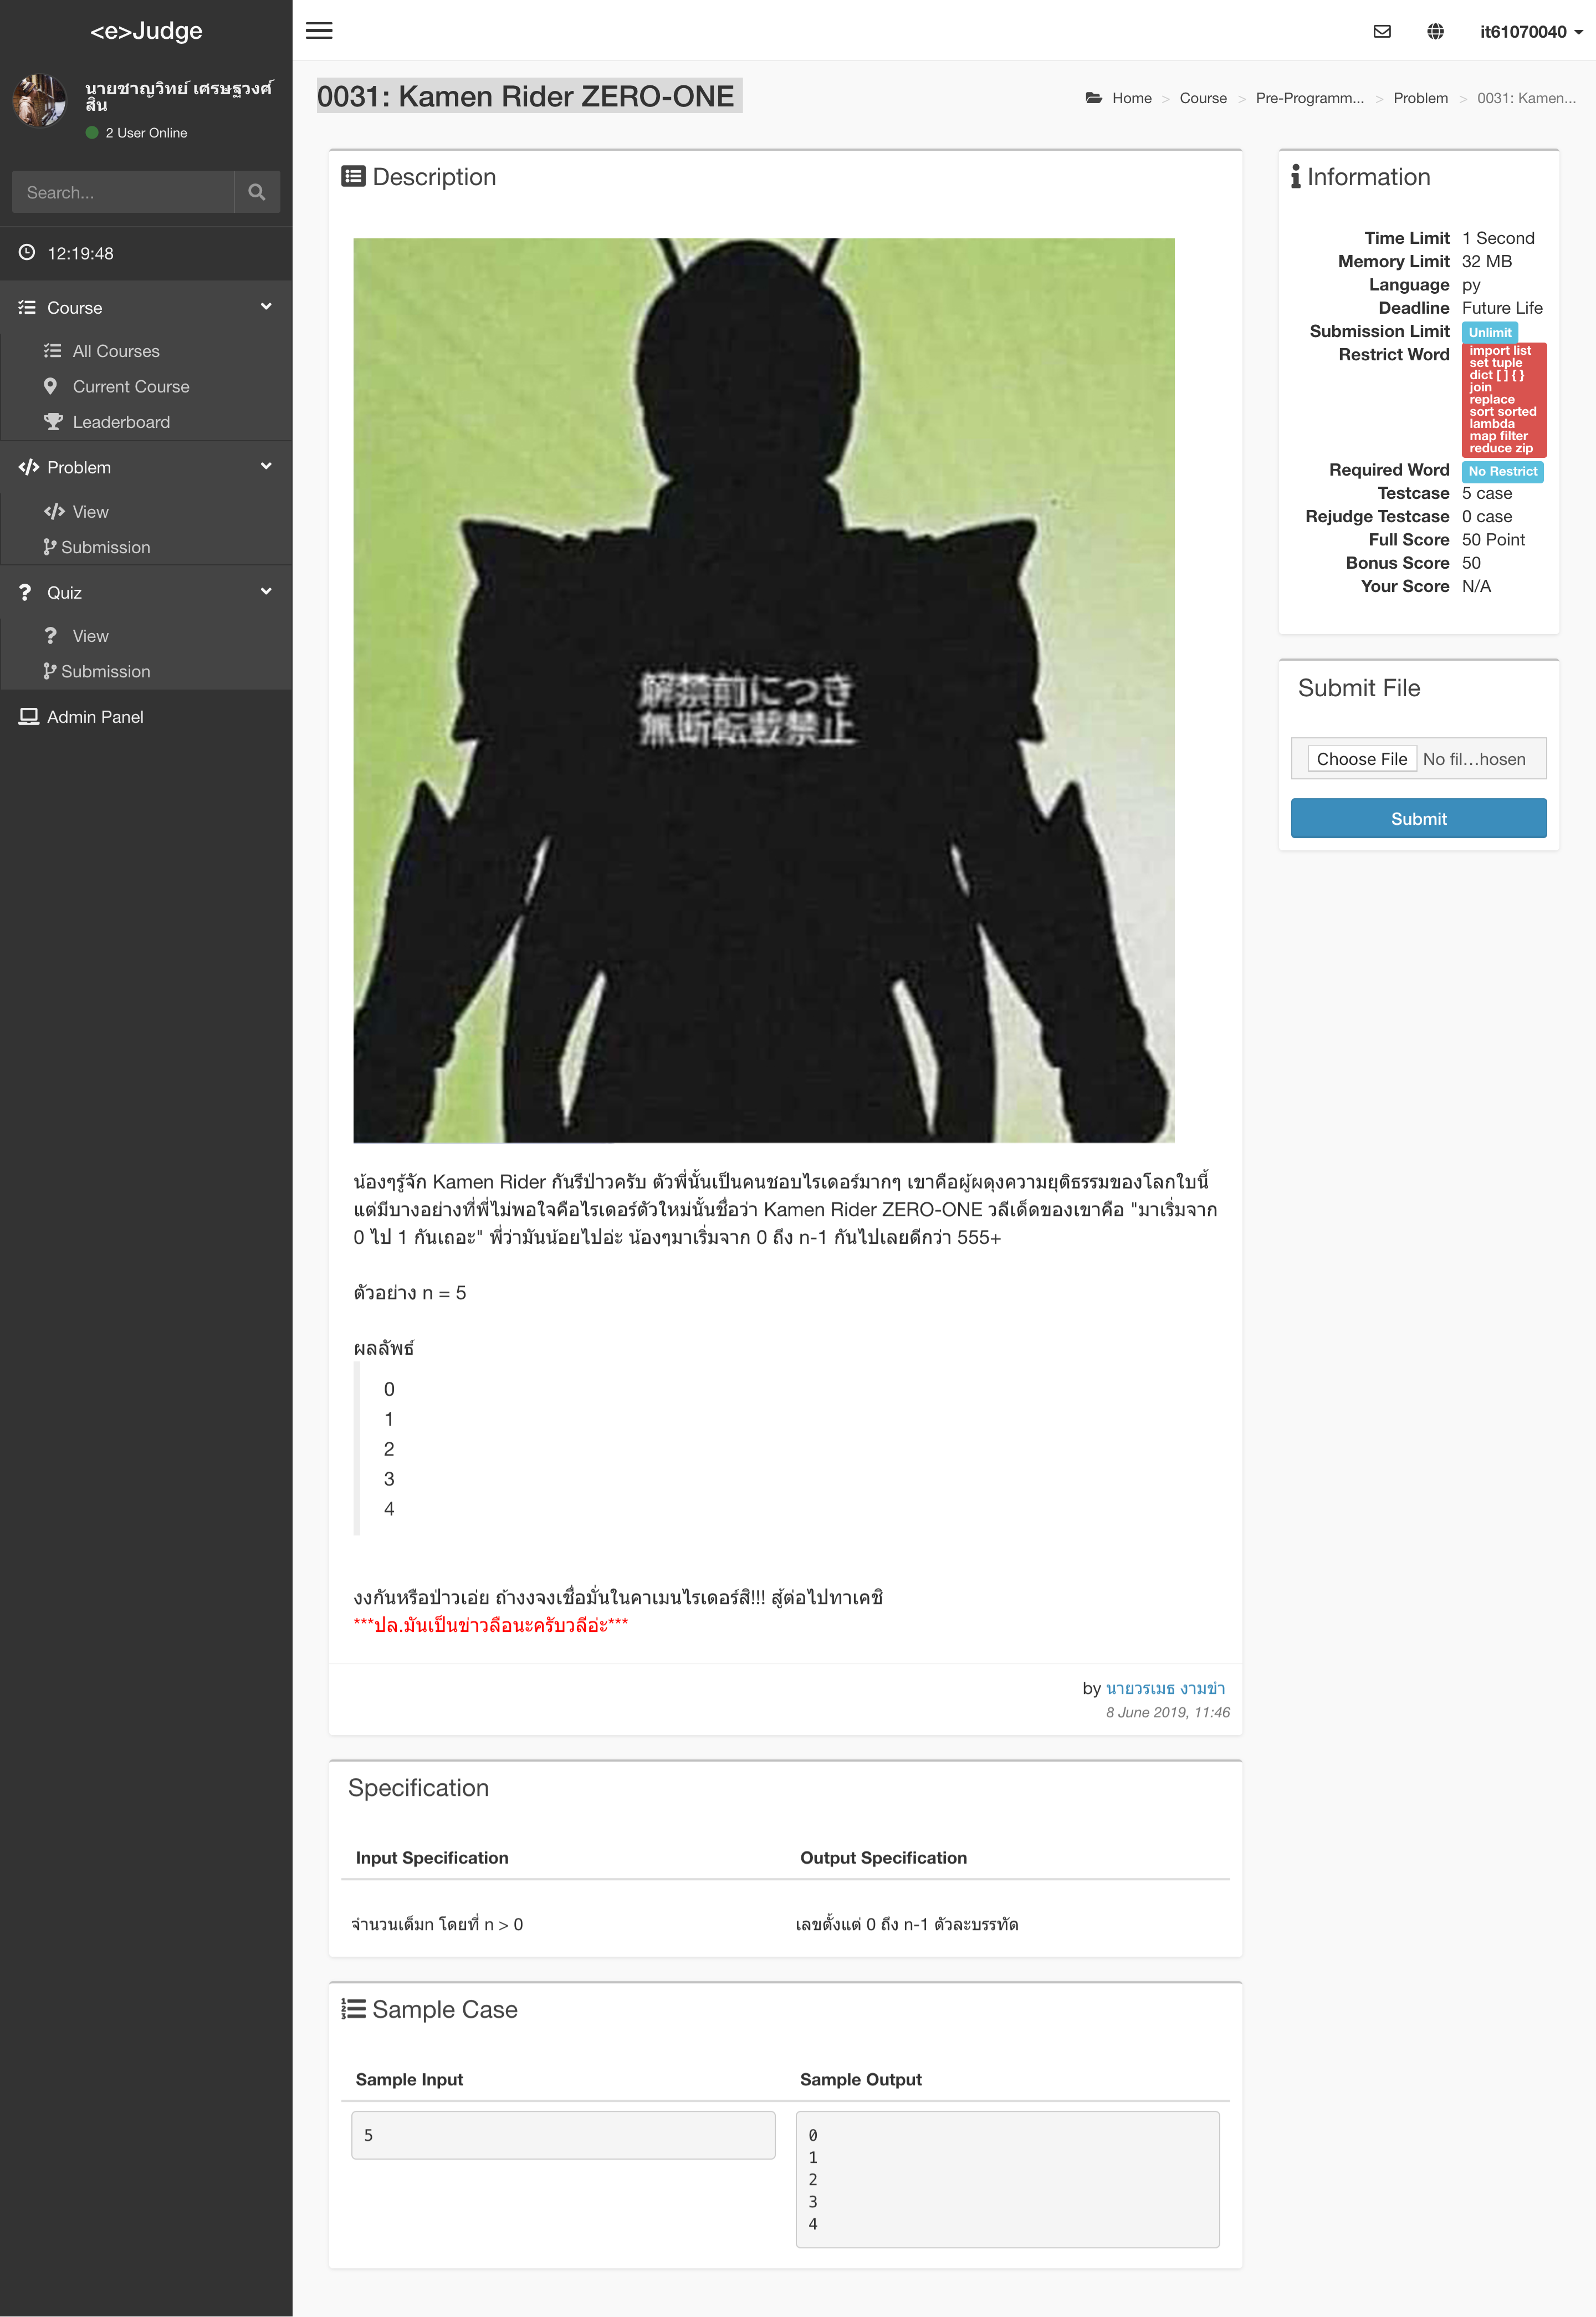 <e>Judge
it61070040
นายชาญวิทย์ เศรษฐวงศ์
สิน
2 User Online
Search...
12:19:48
Course
All Courses
Current Course
Leaderboard
Problem
View
Submission
Quiz
View
Submission
Admin Panel
0031: Kamen Rider ZERO-ONE
Home > Course > Pre-Programm... > Problem > 0031: Kamen...
Description
解禁前につき
無断転載禁止
น้องๆรู้จัก Kamen Rider กันรึป่าวครับ ตัวพี่นั้นเป็นคนชอบไรเดอร์มากๆ เขาคือผู้ผดุงความยุติธรรมของโลกใบนี้
แต่มีบางอย่างที่พี่ไม่พอใจคือไรเดอร์ตัวใหม่นั้นชื่อว่า Kamen Rider ZERO-ONE วลีเด็ดของเขาคือ "มาเริ่มจาก
0 ไป 1 กันเถอะ" พี่ว่ามันน้อยไปอ่ะ น้องๆมาเริ่มจาก 0 ถึง n-1 กันไปเลยดีกว่า 555+
ตัวอย่าง n = 5
ผลลัพธ์
0
1
2
3
4
งงกันหรือป่าวเอ่ย ถ้างงจงเชื่อมั่นในคาเมนไรเดอร์สิ!!! สู้ต่อไปทาเคชิ
***ปล.มันเป็นข่าวลือนะครับวลีอ่ะ***
by นายวรเมธ งามขำ
8 June 2019, 11:46
Specification
Input Specification
Output Specification
จำนวนเต็มn โดยที่ n > 0
เลขตั้งแต่ 0 ถึง n-1 ตัวละบรรทัด
Sample Case
Sample Input
Sample Output
5
0
1
2
3
4
Information
Time Limit 1 Second
Memory Limit 32 MB
Language py
Deadline Future Life
Submission Limit Unlimit
Restrict Word import list
set tuple
dict [ ] { }
join
replace
sort sorted
lambda
map filter
reduce zip
Required Word No Restrict
Testcase 5 case
Rejudge Testcase 0 case
Full Score 50 Point
Bonus Score 50
Your Score N/A
Submit File
Choose File No fil...hosen
Submit